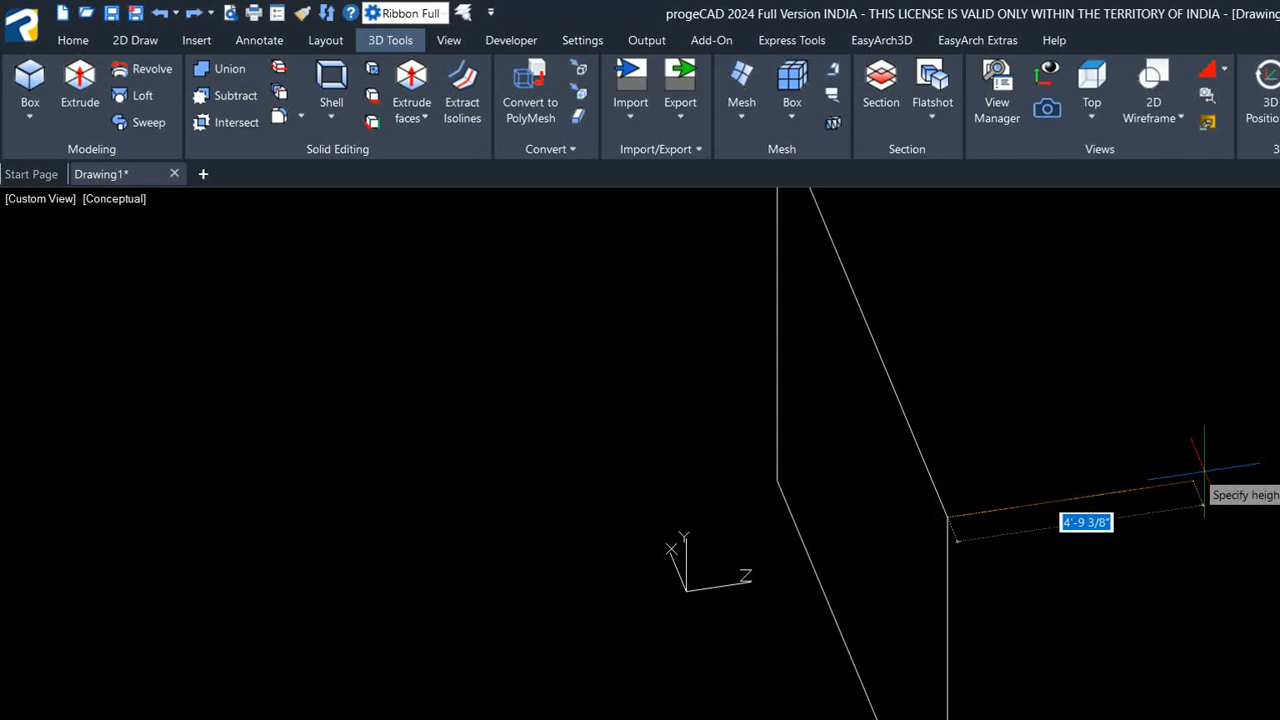 Ribbon Full
progeCAD 2024 Full Version INDIA - THIS LICENSE IS VALID ONLY WITHIN THE TERRITORY OF INDIA - [Drawing
Home 2D Draw Insert Annotate Layout 3D Tools View Developer Settings Output Add-On Express Tools EasyArch3D EasyArch Extras Help
Box
Extrude
Revolve
Loft
Sweep
Modeling
Union
Subtract
Intersect
Shell
Extrude
faces
Extract
Isolines
Solid Editing
Convert to
PolyMesh
Convert
Import
Export
Import/Export
Mesh
Box
Mesh
Section
Flatshot
Section
View
Manager
Top
2D
Wireframe
Views
3D
Start Page Drawing1*
[Custom View] [Conceptual]
Specify heigh
4'-9 3/8"
Y
X
Z